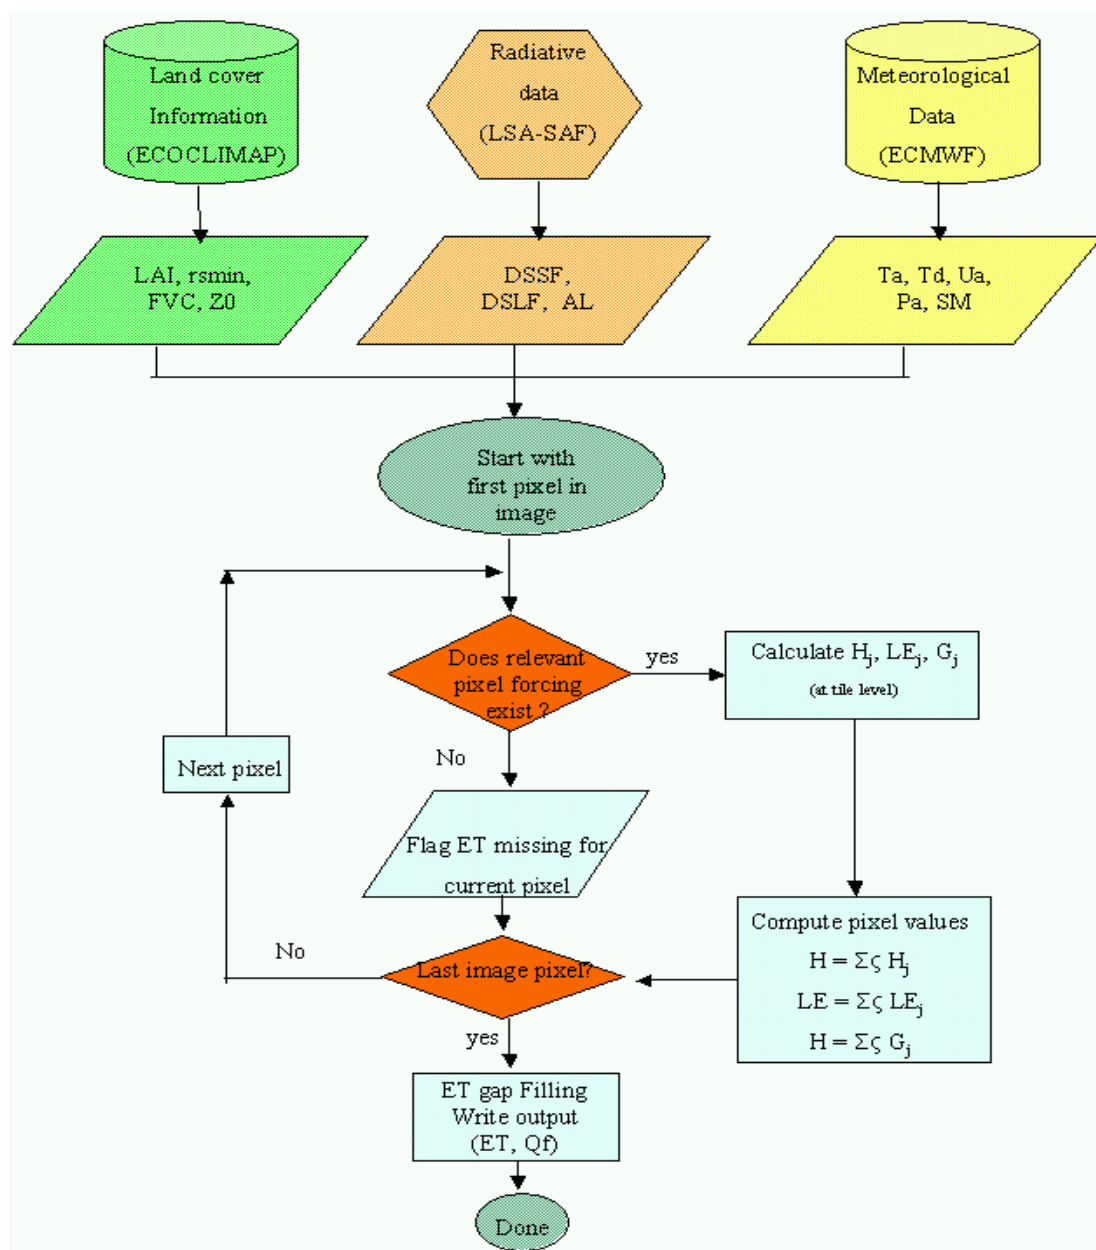 Land cover
Information
(ECOCLIMAP)
Radiative
data
(LSA-SAF)
Meteorological
Data
(ECMWF)
LAI, rsmin,
FVC, Z0
DSSF,
DSLF, AL
Ta, Td, Ua,
Pa, SM
Start with
first pixel in
image
Does relevant
pixel forcing
exist ?
yes
Calculate Hj, LEj, Gj
(at tile level)
No
Next pixel
Flag ET missing for
current pixel
Compute pixel values
H = Σς Hj
LE = Σς LEj
H = Σς Gj
Last image pixel?
No
yes
ET gap Filling
Write output
(ET, Qf)
Done